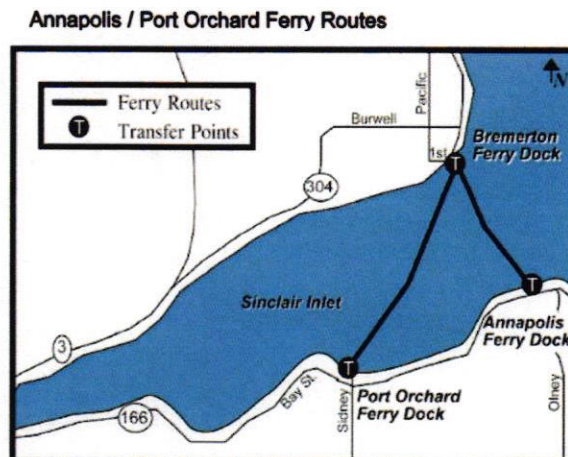 Annapolis / Port Orchard Ferry Routes
Ferry Routes
T Transfer Points
N
Pacific
Burwell
1st
Bremerton
Ferry Dock
T
304
Sinclair Inlet
T
Annapolis
Ferry Dock
3
T
Bay St.
Port Orchard
Ferry Dock
Sidney
Olney
166